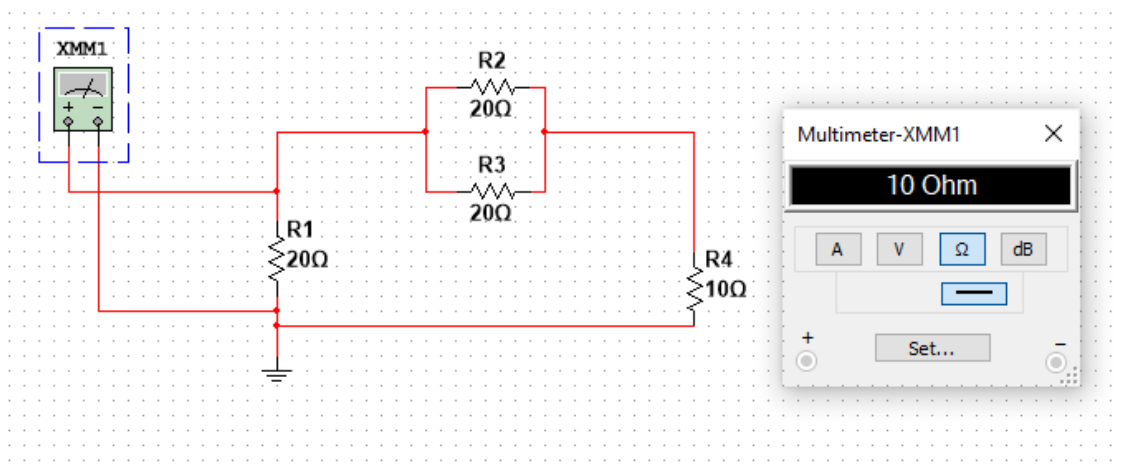 XMM1
+ −
R2
20Ω
R3
20Ω
R1
20Ω
R4
10Ω
Multimeter-XMM1
10 Ohm
A V Ω dB
+ −
Set...